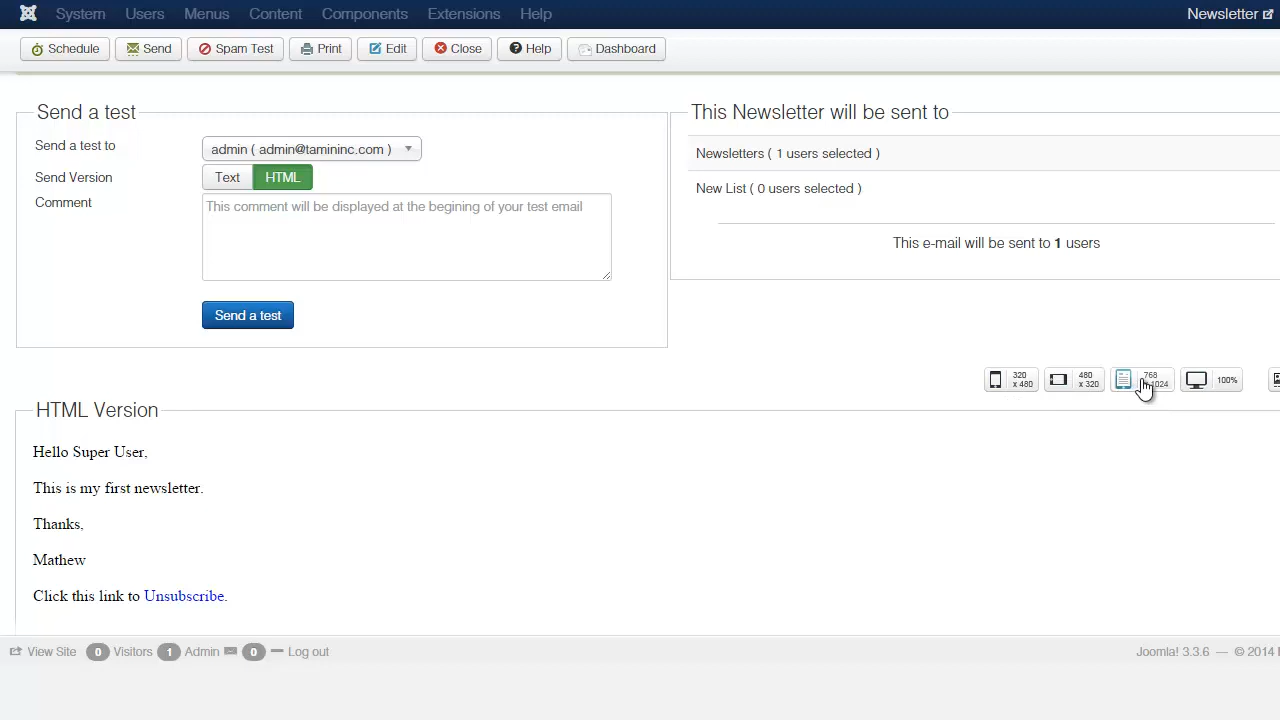 System Users Menus Content Components Extensions Help Newsletter
Schedule Send Spam Test Print Edit Close Help Dashboard
Send a test
Send a test to admin ( admin@tamininc.com )
Send Version Text HTML
Comment This comment will be displayed at the begining of your test email
Send a test
This Newsletter will be sent to
Newsletters ( 1 users selected )
New List ( 0 users selected )
This e-mail will be sent to 1 users
320 x 480 480 x 320 768 1024 100%
HTML Version
Hello Super User,
This is my first newsletter.
Thanks,
Mathew
Click this link to Unsubscribe.
View Site 0 Visitors 1 Admin 0 Log out Joomla! 3.3.6 — © 2014